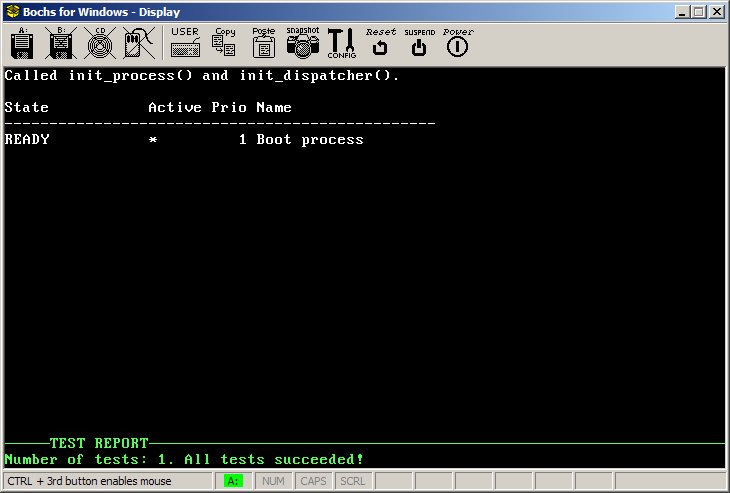 Bochs for Windows - Display
A: B: CD USER Copy Paste snapshot CONFIG Reset SUSPEND Power
Called init_process() and init_dispatcher().
State Active Prio Name
------------------------------------------------
READY * 1 Boot process
TEST REPORT
Number of tests: 1. All tests succeeded!
CTRL + 3rd button enables mouse A: NUM CAPS SCRL